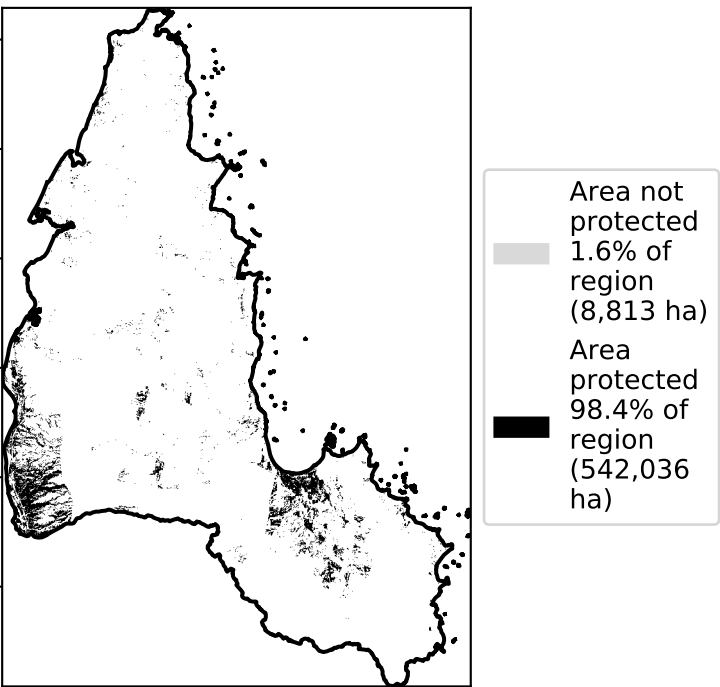 Area not
protected
1.6% of
region
(8,813 ha)
Area
protected
98.4% of
region
(542,036
ha)